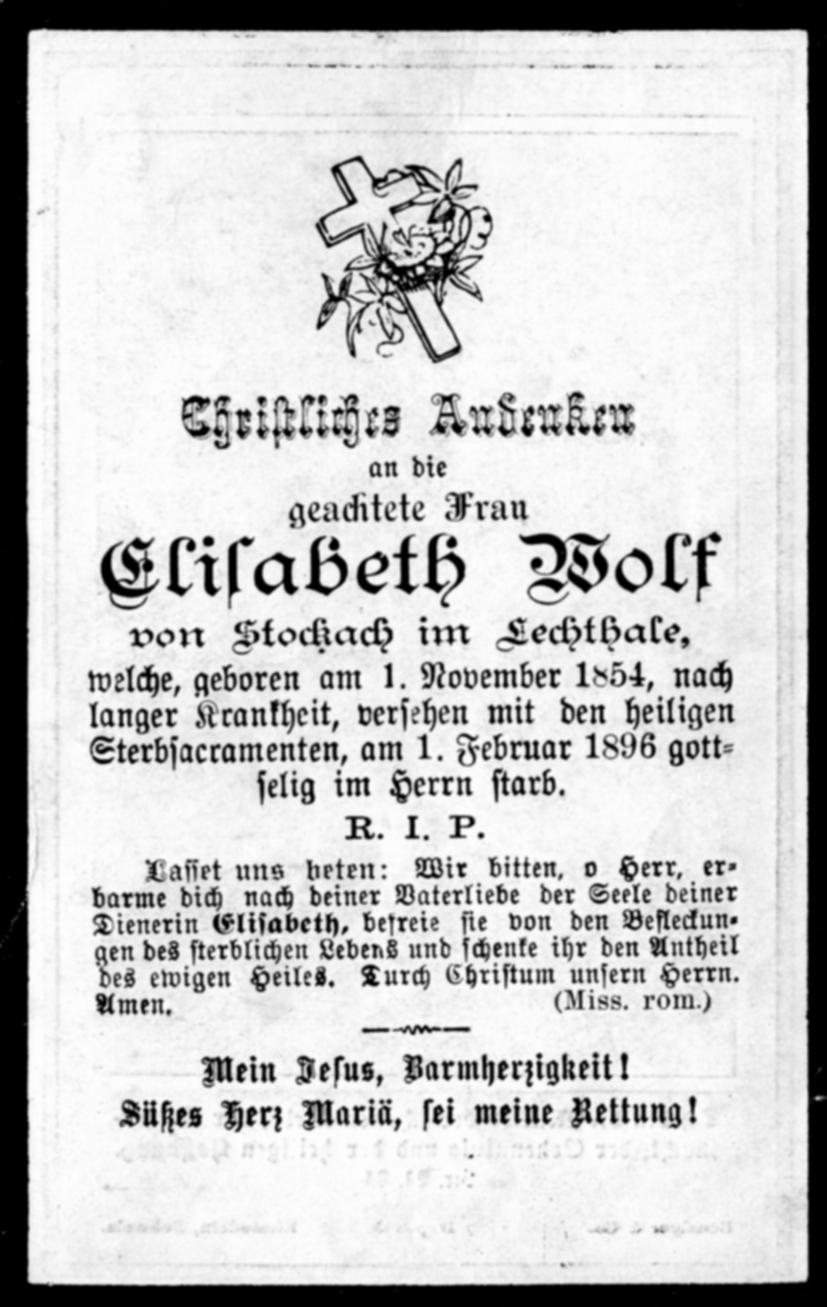 Christliches Andenken
an die
geachtete Frau
Elisabeth Wolf
von Stockach im Lechthale,
welche, geboren am 1. November 1854, nach
langer Krankheit, versehen mit den heiligen
Sterbsacramenten, am 1. Februar 1896 gott-
selig im Herrn starb.
R. I. P.
Lasset uns beten: Wir bitten, o Herr, er-
barme dich nach deiner Vaterliebe der Seele deiner
Dienerin Elisabeth, befreie sie von den Befleckun-
gen des sterblichen Lebens und schenke ihr den Antheil
des ewigen Heiles. Durch Christum unsern Herrn.
Amen. (Miss. rom.)
Mein Jesus, Barmherzigkeit!
Süßes Herz Mariä, sei meine Rettung!